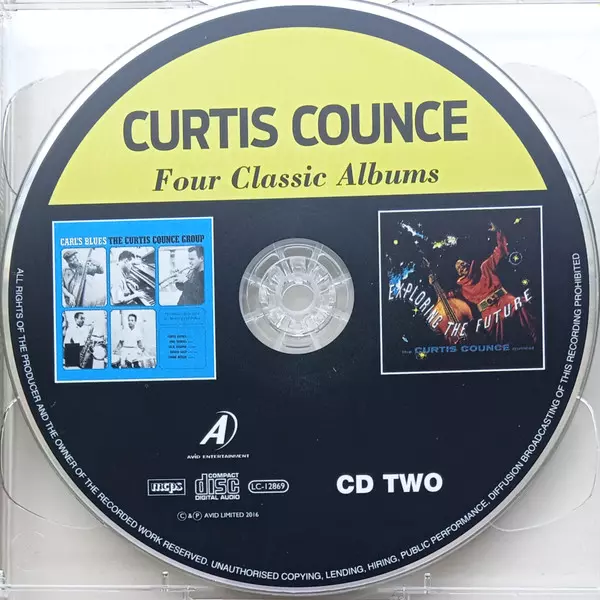 CURTIS COUNCE
Four Classic Albums
CARL'S BLUES THE CURTIS COUNCE GROUP
EXPLORING THE FUTURE
the CURTIS COUNCE quintet
AVID ENTERTAINMENT
mcps
COMPACT
disc
DIGITAL AUDIO
LC-12869
CD TWO
© & ℗ AVID LIMITED 2016
ALL RIGHTS OF THE PRODUCER AND THE OWNER OF THE RECORDED WORK RESERVED. UNAUTHORISED COPYING, LENDING, HIRING, PUBLIC PERFORMANCE, DIFFUSION BROADCASTING OF THIS RECORDING PROHIBITED